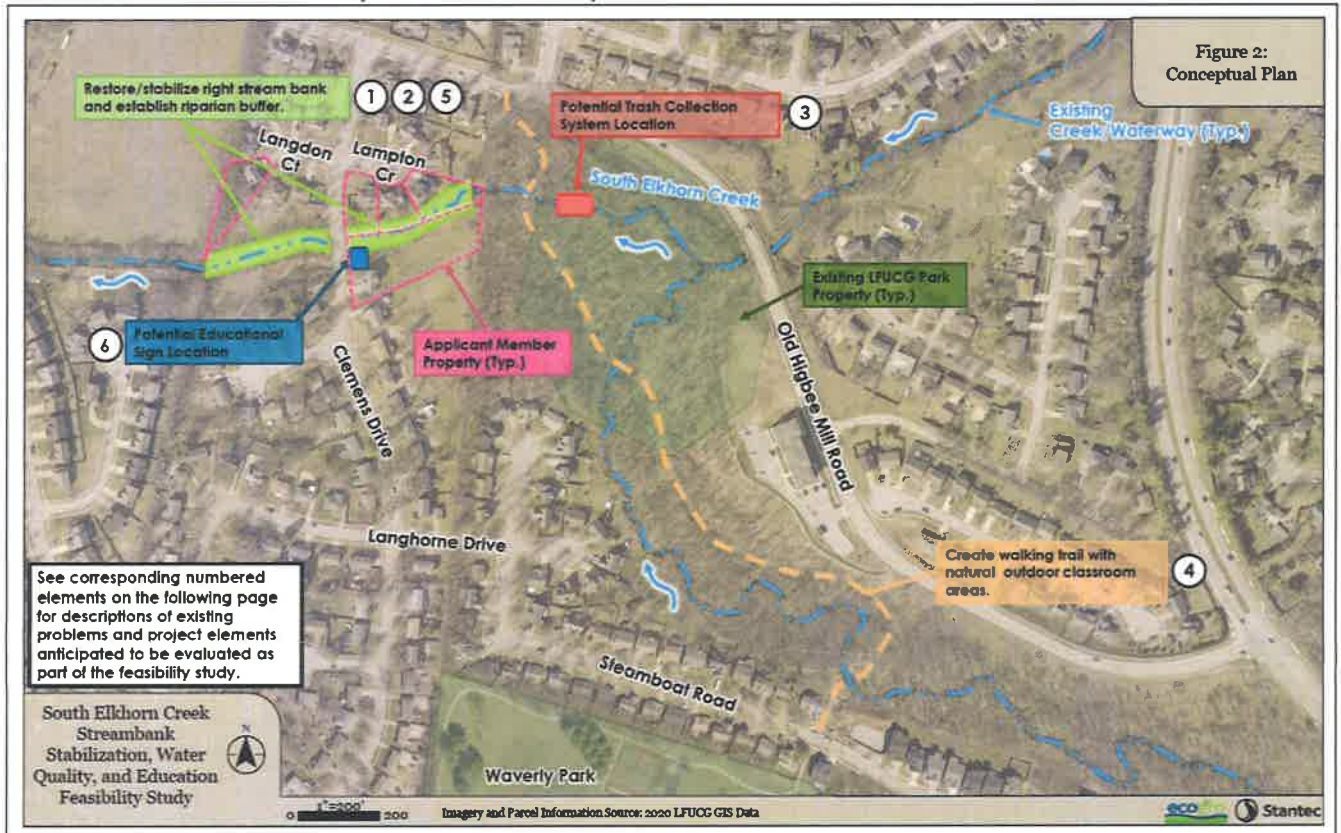 Figure 2:
Conceptual Plan
Restore/stabilize right stream bank
and establish riparian buffer.
1 2 5
Potential Trash Collection
System Location
3
Existing
Creek Waterway (Typ.)
Langdon
Ct
Lampton
Cr
South Elkhorn Creek
Existing LFUCG Park
Property (Typ.)
6
Potential Educational
Sign Location
Applicant Member
Property (Typ.)
Clemens Drive
Old Higbee Mill Road
Langhorne Drive
Create walking trail with
natural outdoor classroom
areas.
4
See corresponding numbered
elements on the following page
for descriptions of existing
problems and project elements
anticipated to be evaluated as
part of the feasibility study.
Steamboat Road
South Elkhorn Creek
Streambank
Stabilization, Water
Quality, and Education
Feasibility Study
N
Waverly Park
1"=200'
0 200
Imagery and Parcel Information Source: 2020 LFUCG GIS Data
Stantec